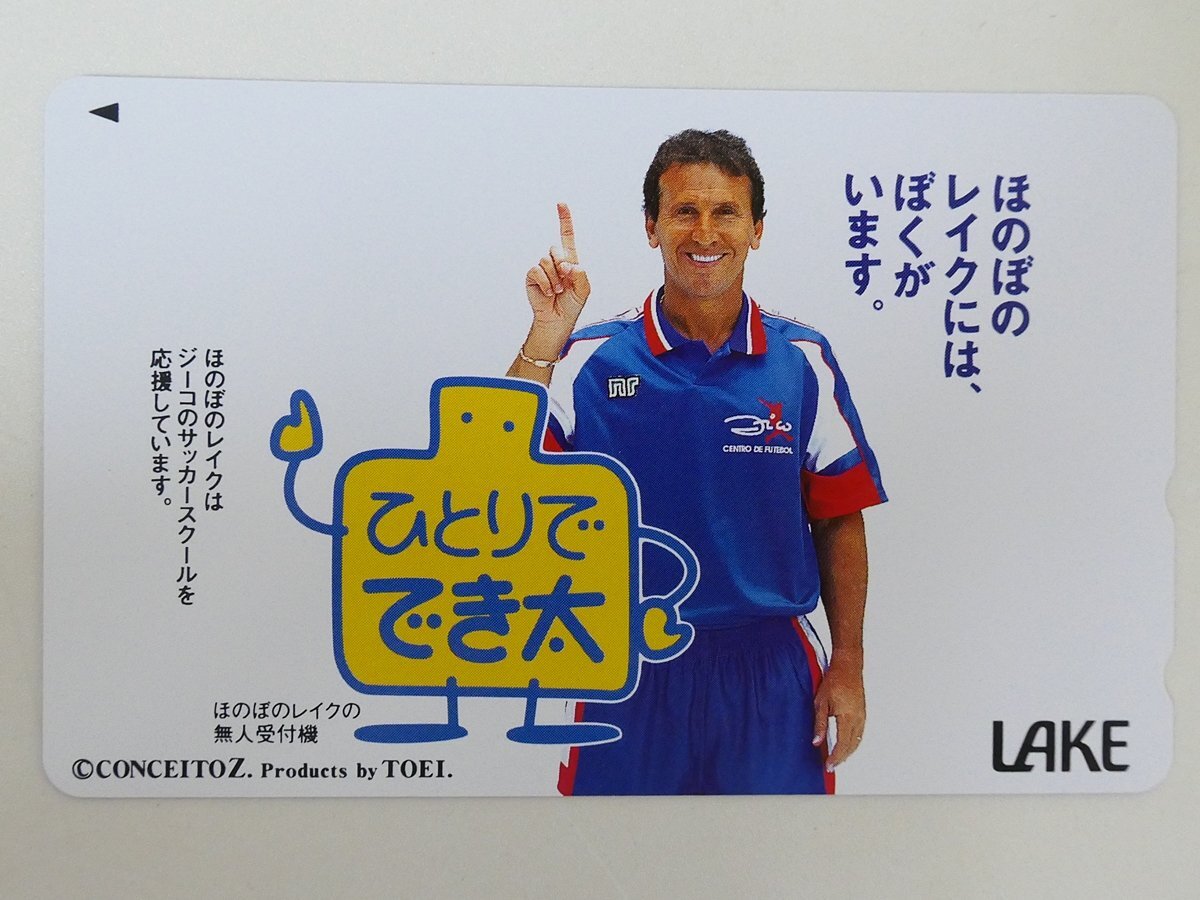 ほのぼの
レイクには、
ぼくが
います。
nr
Zico
CENTRO DE FUTEBOL
ほのぼのレイクは
ジーコのサッカースクールを
応援しています。
ひとりで
でき太
ほのぼのレイクの
無人受付機
©CONCEITO Z. Products by TOEI.
LAKE